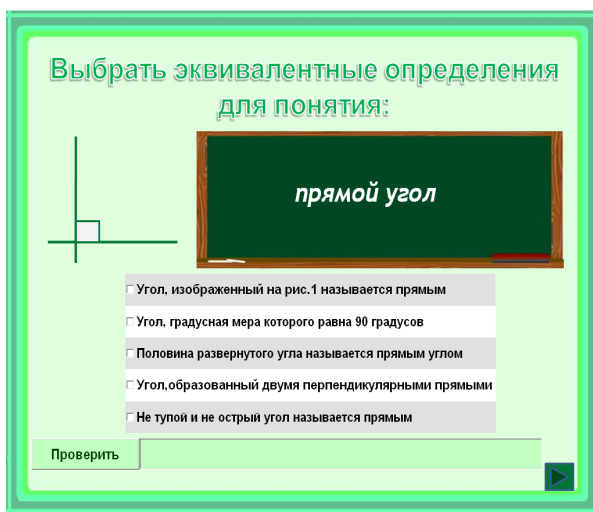 Выбрать эквивалентные определения
для понятия:
прямой угол
Угол, изображенный на рис.1 называется прямым
Угол, градусная мера которого равна 90 градусов
Половина развернутого угла называется прямым углом
Угол,образованный двумя перпендикулярными прямыми
Не тупой и не острый угол называется прямым
Проверить